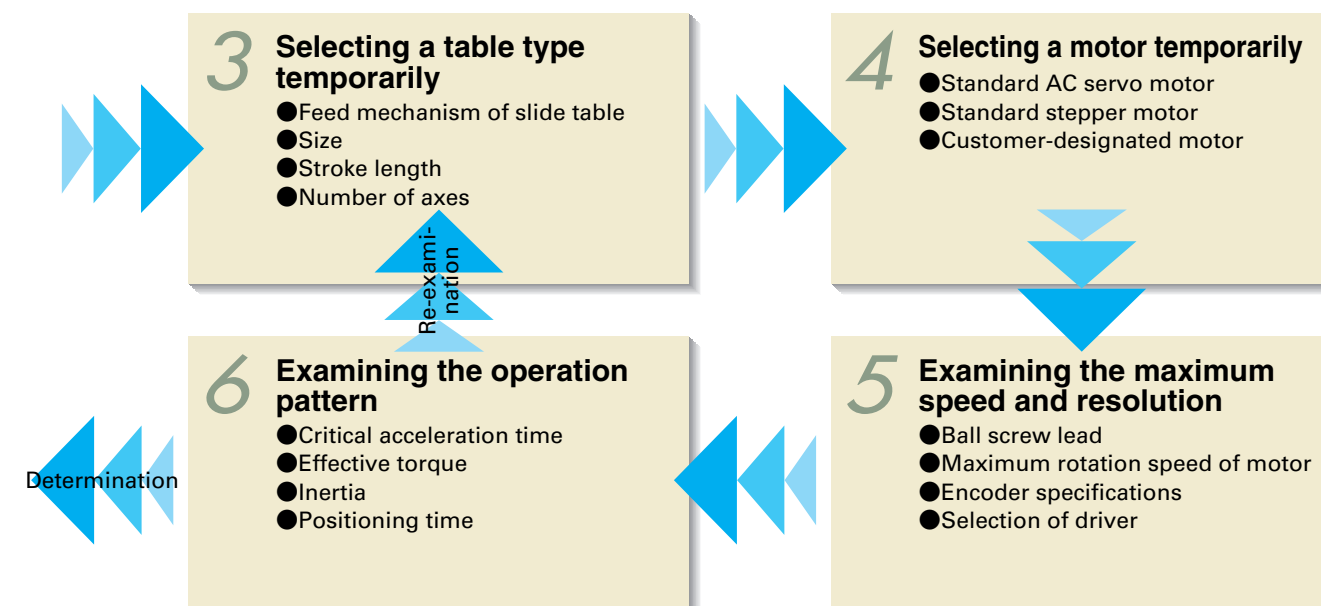 3
Selecting a table type
temporarily
●Feed mechanism of slide table
●Size
●Stroke length
●Number of axes
4
Selecting a motor temporarily
●Standard AC servo motor
●Standard stepper motor
●Customer-designated motor
5
Examining the maximum
speed and resolution
●Ball screw lead
●Maximum rotation speed of motor
●Encoder specifications
●Selection of driver
6
Examining the operation
pattern
●Critical acceleration time
●Effective torque
●Inertia
●Positioning time
Re-exami-
nation
Determination